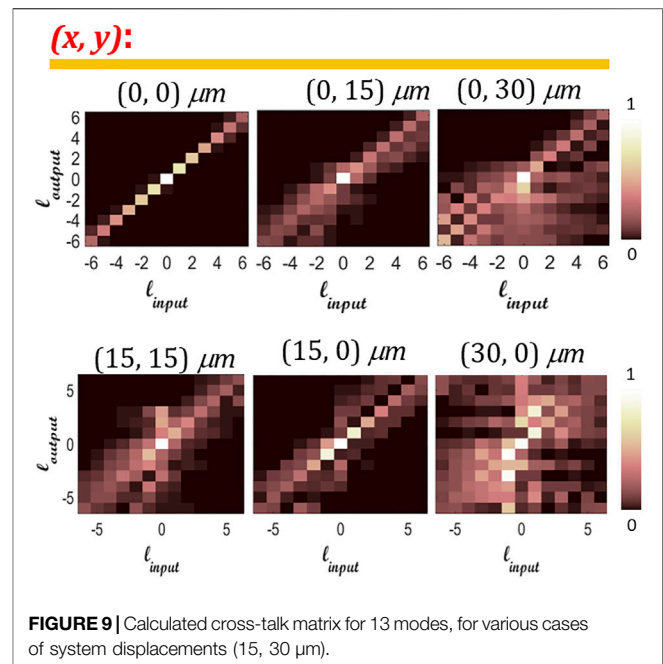 (x, y):
(0, 0) μm (0, 15) μm (0, 30) μm
1
6
4
2
0
-2
-4
-6
ℓoutput
0
-6 -4 -2 0 2 4 6 -6 -4 -2 0 2 4 6 -6 -4 -2 0 2 4 6
ℓinput ℓinput ℓinput
(15, 15) μm (15, 0) μm (30, 0) μm
1
5
0
-5
ℓoutput
0
-5 0 5 -5 0 5 -5 0 5
ℓinput ℓinput ℓinput
FIGURE 9 | Calculated cross-talk matrix for 13 modes, for various cases
of system displacements (15, 30 μm).